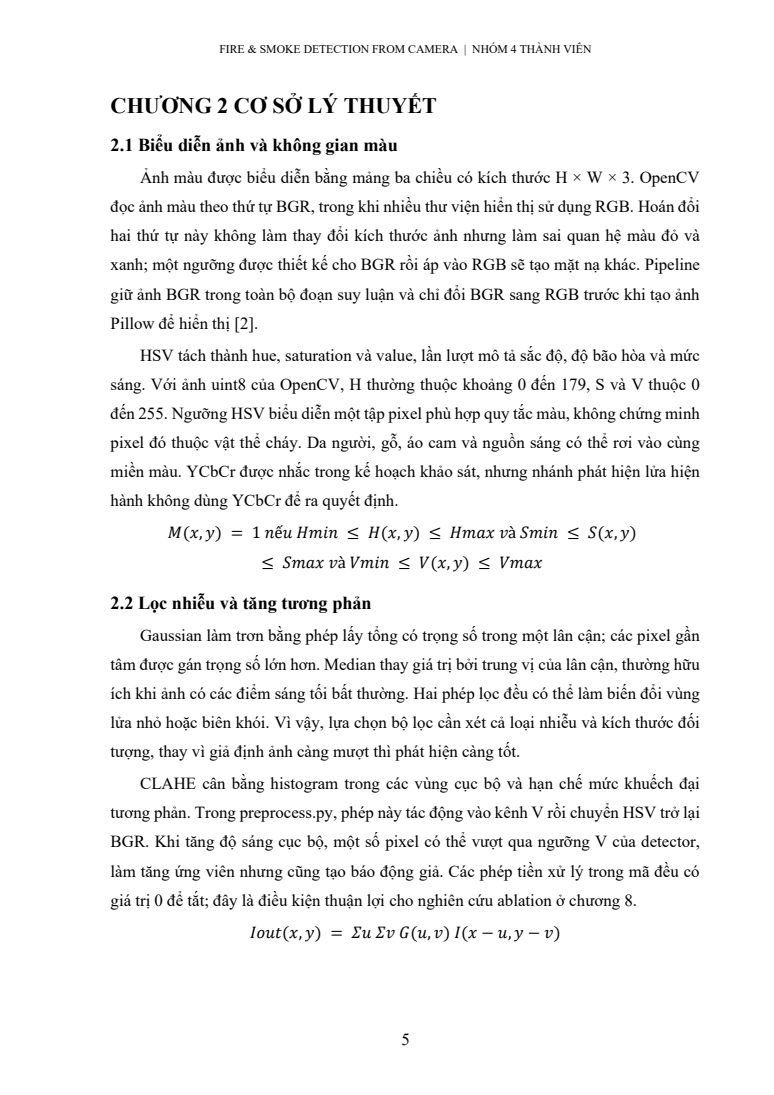 FIRE & SMOKE DETECTION FROM CAMERA | NHÓM 4 THÀNH VIÊN
CHƯƠNG 2 CƠ SỞ LÝ THUYẾT
2.1 Biểu diễn ảnh và không gian màu
Ảnh màu được biểu diễn bằng mảng ba chiều có kích thước H × W × 3. OpenCV
đọc ảnh màu theo thứ tự BGR, trong khi nhiều thư viện hiển thị sử dụng RGB. Hoán đổi
hai thứ tự này không làm thay đổi kích thước ảnh nhưng làm sai quan hệ màu đỏ và
xanh; một ngưỡng được thiết kế cho BGR rồi áp vào RGB sẽ tạo mặt nạ khác. Pipeline
giữ ảnh BGR trong toàn bộ đoạn suy luận và chỉ đổi BGR sang RGB trước khi tạo ảnh
Pillow để hiển thị [2].
HSV tách thành hue, saturation và value, lần lượt mô tả sắc độ, độ bão hòa và mức
sáng. Với ảnh uint8 của OpenCV, H thường thuộc khoảng 0 đến 179, S và V thuộc 0
đến 255. Ngưỡng HSV biểu diễn một tập pixel phù hợp quy tắc màu, không chứng minh
pixel đó thuộc vật thể cháy. Da người, gỗ, áo cam và nguồn sáng có thể rơi vào cùng
miền màu. YCbCr được nhắc trong kế hoạch khảo sát, nhưng nhánh phát hiện lửa hiện
hành không dùng YCbCr để ra quyết định.
M(x, y) = 1 nếu Hmin ≤ H(x, y) ≤ Hmax và Smin ≤ S(x, y)
≤ Smax và Vmin ≤ V(x, y) ≤ Vmax
2.2 Lọc nhiễu và tăng tương phản
Gaussian làm trơn bằng phép lấy tổng có trọng số trong một lân cận; các pixel gần
tâm được gán trọng số lớn hơn. Median thay giá trị bởi trung vị của lân cận, thường hữu
ích khi ảnh có các điểm sáng tối bất thường. Hai phép lọc đều có thể làm biến đổi vùng
lửa nhỏ hoặc biên khói. Vì vậy, lựa chọn bộ lọc cần xét cả loại nhiễu và kích thước đối
tượng, thay vì giả định ảnh càng mượt thì phát hiện càng tốt.
CLAHE cân bằng histogram trong các vùng cục bộ và hạn chế mức khuếch đại
tương phản. Trong preprocess.py, phép này tác động vào kênh V rồi chuyển HSV trở lại
BGR. Khi tăng độ sáng cục bộ, một số pixel có thể vượt qua ngưỡng V của detector,
làm tăng ứng viên nhưng cũng tạo báo động giả. Các phép tiền xử lý trong mã đều có
giá trị 0 để tắt; đây là điều kiện thuận lợi cho nghiên cứu ablation ở chương 8.
Iout(x, y) = Σu Σv G(u, v) I(x − u, y − v)
5